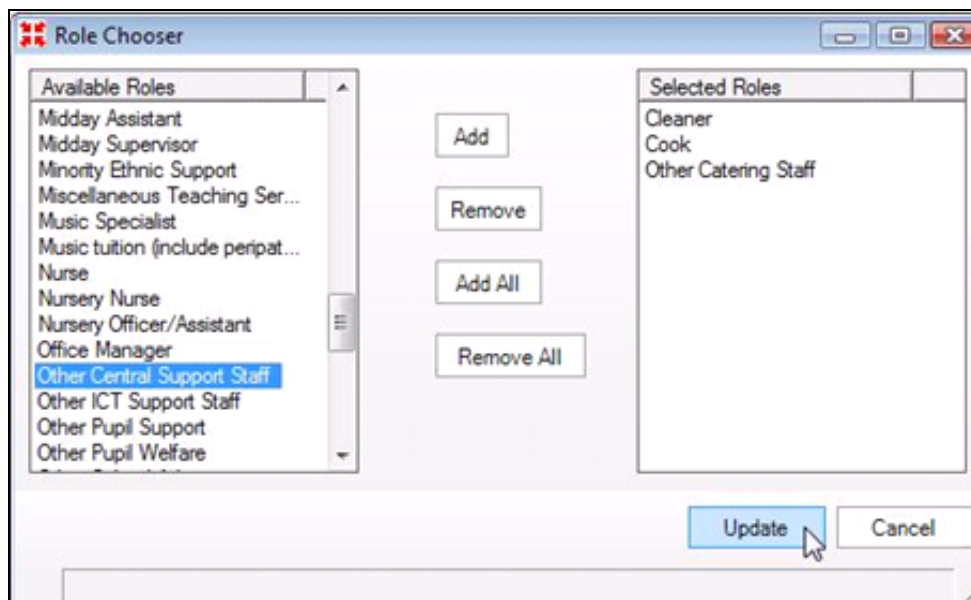 Role Chooser
Available Roles
Midday Assistant
Midday Supervisor
Minority Ethnic Support
Miscellaneous Teaching Ser...
Music Specialist
Music tuition (include peripat...
Nurse
Nursery Nurse
Nursery Officer/Assistant
Office Manager
Other Central Support Staff
Other ICT Support Staff
Other Pupil Support
Other Pupil Welfare
Add
Remove
Add All
Remove All
Selected Roles
Cleaner
Cook
Other Catering Staff
Update
Cancel